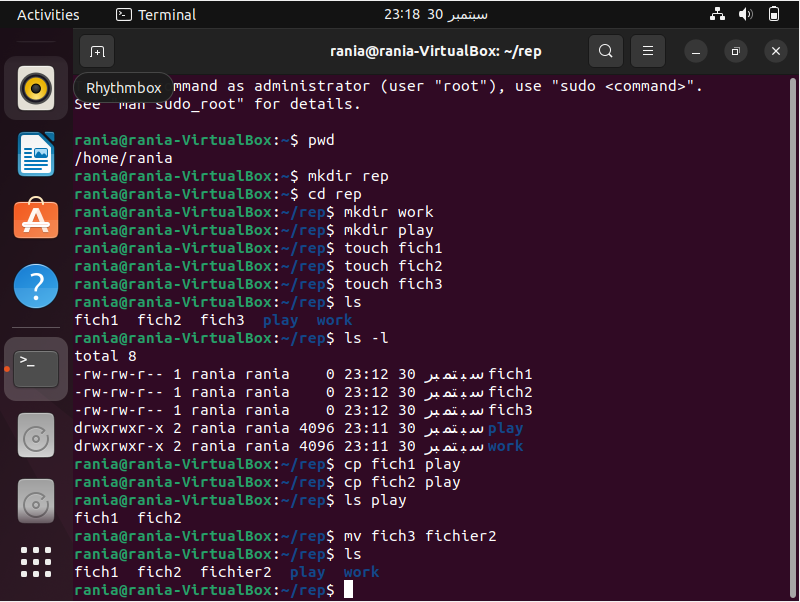 Activities Terminal 23:18 30 سبتمبر
rania@rania-VirtualBox: ~/rep
Rhythmbox
mmand as administrator (user "root"), use "sudo <command>".
See "man sudo_root" for details.
rania@rania-VirtualBox:~$ pwd
/home/rania
rania@rania-VirtualBox:~$ mkdir rep
rania@rania-VirtualBox:~$ cd rep
rania@rania-VirtualBox:~/rep$ mkdir work
rania@rania-VirtualBox:~/rep$ mkdir play
rania@rania-VirtualBox:~/rep$ touch fich1
rania@rania-VirtualBox:~/rep$ touch fich2
rania@rania-VirtualBox:~/rep$ touch fich3
rania@rania-VirtualBox:~/rep$ ls
fich1 fich2 fich3 play work
rania@rania-VirtualBox:~/rep$ ls -l
total 8
-rw-rw-r-- 1 rania rania 0 23:12 30 سبتمبر fich1
-rw-rw-r-- 1 rania rania 0 23:12 30 سبتمبر fich2
-rw-rw-r-- 1 rania rania 0 23:12 30 سبتمبر fich3
drwxrwxr-x 2 rania rania 4096 23:11 30 سبتمبر play
drwxrwxr-x 2 rania rania 4096 23:11 30 سبتمبر work
rania@rania-VirtualBox:~/rep$ cp fich1 play
rania@rania-VirtualBox:~/rep$ cp fich2 play
rania@rania-VirtualBox:~/rep$ ls play
fich1 fich2
rania@rania-VirtualBox:~/rep$ mv fich3 fichier2
rania@rania-VirtualBox:~/rep$ ls
fich1 fich2 fichier2 play work
rania@rania-VirtualBox:~/rep$